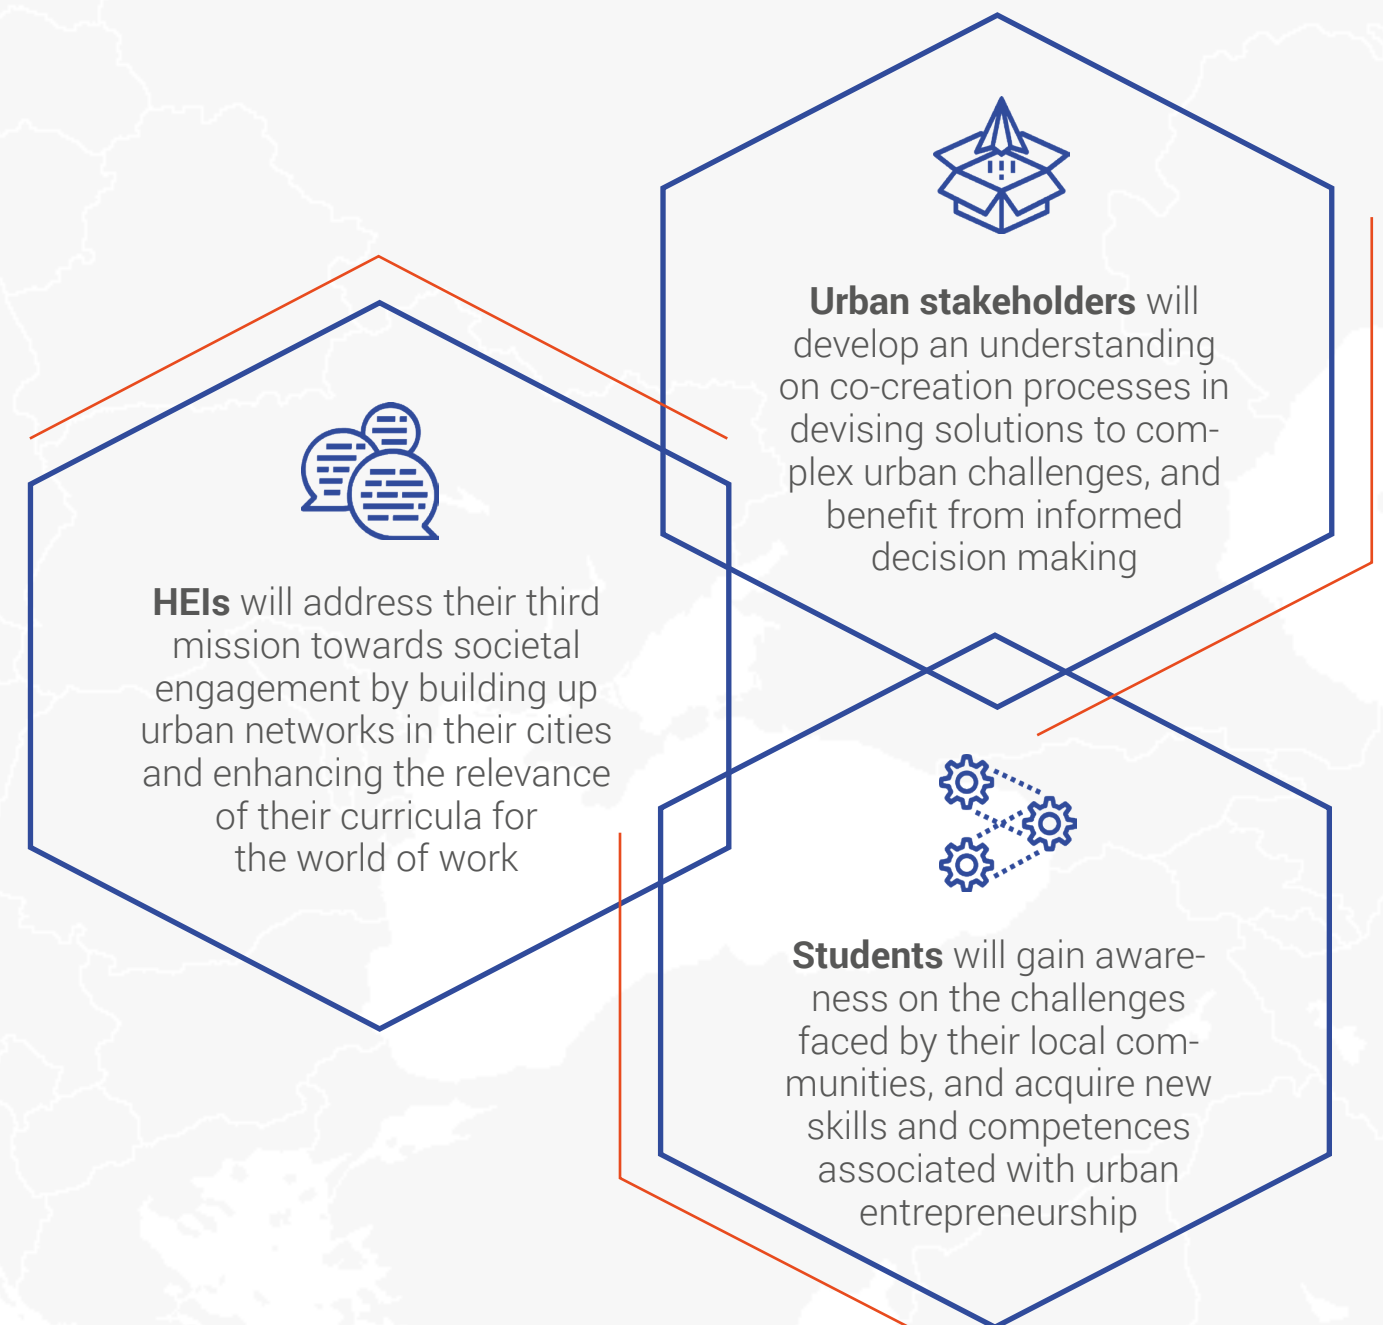 Urban stakeholders will
develop an understanding
on co-creation processes in
devising solutions to com-
plex urban challenges, and
benefit from informed
decision making
HEIs will address their third
mission towards societal
engagement by building up
urban networks in their cities
and enhancing the relevance
of their curricula for
the world of work
Students will gain aware-
ness on the challenges
faced by their local com-
munities, and acquire new
skills and competences
associated with urban
entrepreneurship